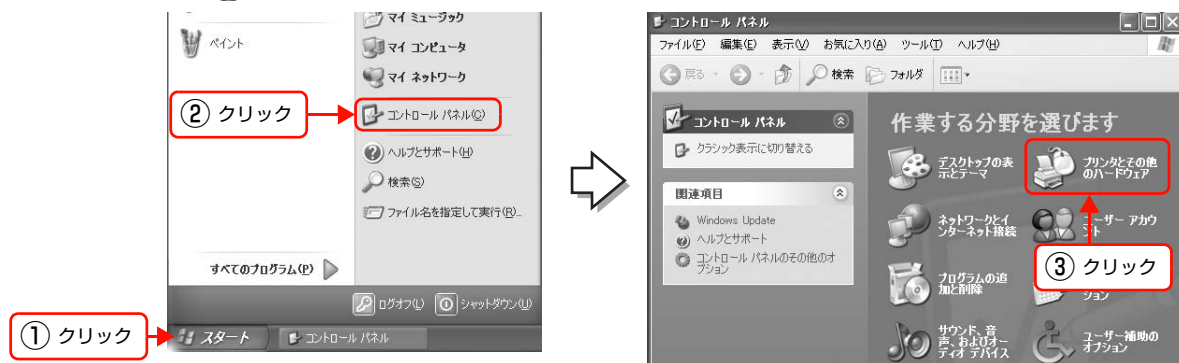 マイ ミュージック
ペイント
マイ コンピュータ
マイ ネットワーク
② クリック
コントロール パネル(C)
ヘルプとサポート(H)
検索(S)
ファイル名を指定して実行(R)...
すべてのプログラム(P)
ログオフ(L)
シャットダウン(U)
① クリック
スタート
コントロール パネル
コントロール パネル
ファイル(F) 編集(E) 表示(V) お気に入り(A) ツール(T) ヘルプ(H)
戻る
検索
フォルダ
コントロール パネル
クラシック表示に切り替える
関連項目
Windows Update
ヘルプとサポート
コントロール パネルのその他のオ
プション
作業する分野を選びます
デスクトップの表
示とテーマ
プリンタとその他
のハードウェア
ネットワークとイ
ンターネット接続
ユーザー アカウ
ント
③ クリック
プログラムの追
加と削除
ション
サウンド、音
声、およびオー
ディオ デバイス
ユーザー補助の
オプション